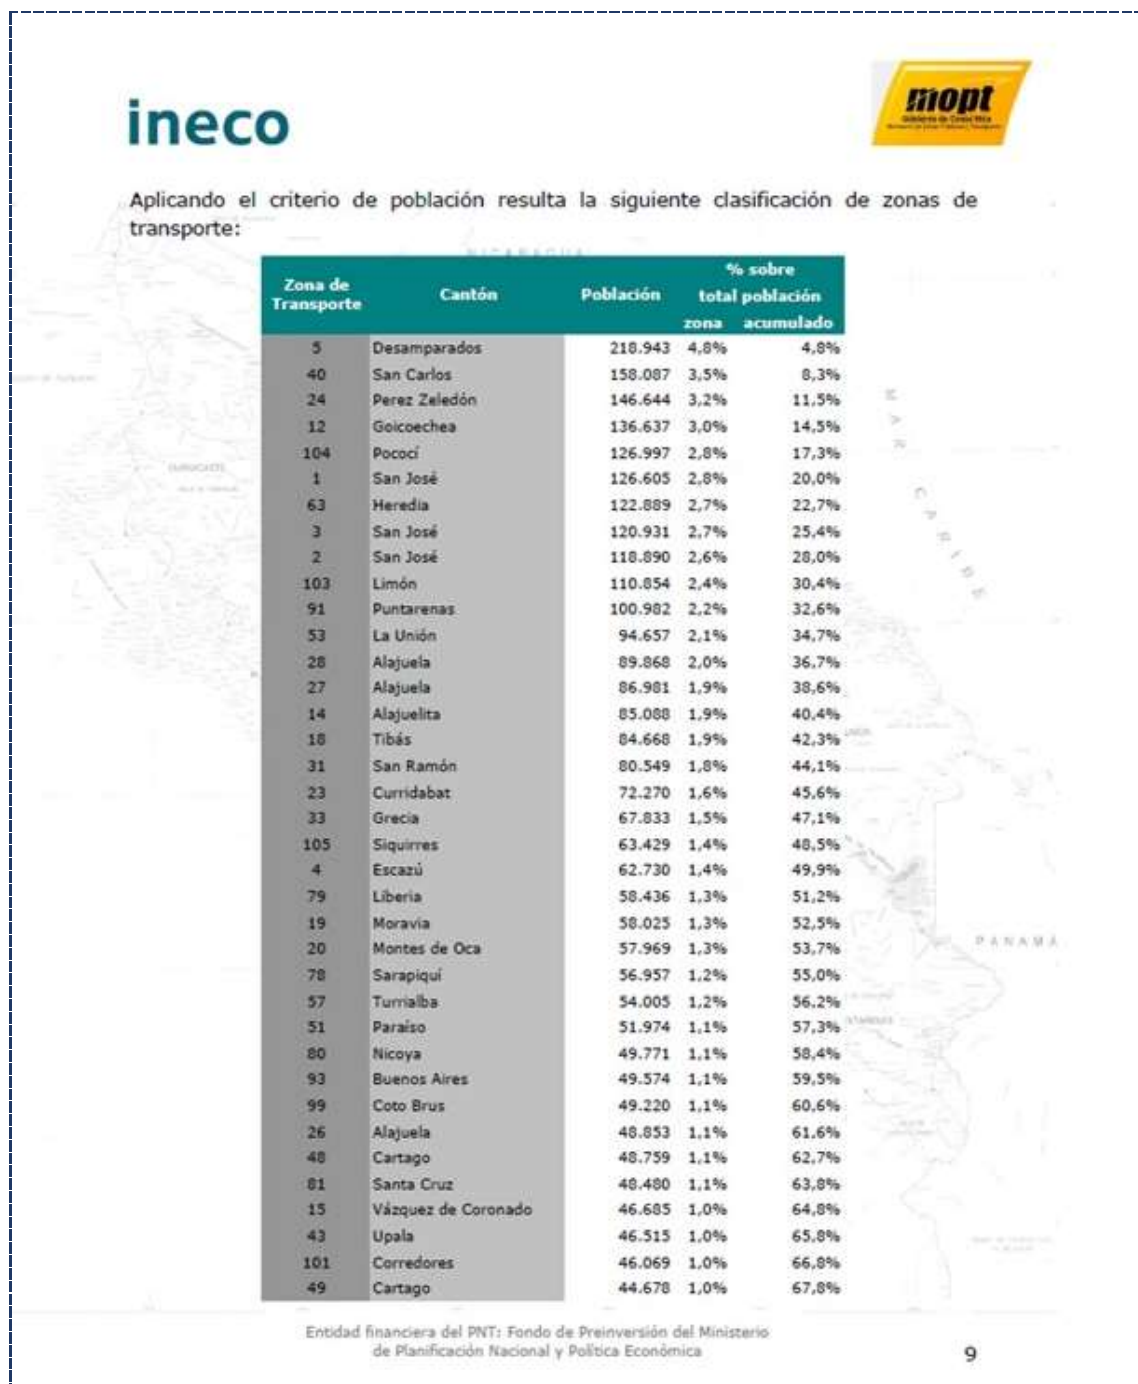 ineco
mopt
Gobierno de Costa Rica
Aplicando el criterio de población resulta la siguiente clasificación de zonas de
transporte:
NICARAGUA
Zona de Transporte Cantón Población % sobre total población
zona acumulado
5 Desamparados 218.943 4,8% 4,8%
40 San Carlos 158.087 3,5% 8,3%
24 Perez Zeledón 146.644 3,2% 11,5%
12 Goicoechea 136.637 3,0% 14,5%
104 Pococí 126.997 2,8% 17,3%
1 San José 126.605 2,8% 20,0%
63 Heredia 122.889 2,7% 22,7%
3 San José 120.931 2,7% 25,4%
2 San José 118.890 2,6% 28,0%
103 Limón 110.854 2,4% 30,4%
91 Puntarenas 100.982 2,2% 32,6%
53 La Unión 94.657 2,1% 34,7%
28 Alajuela 89.868 2,0% 36,7%
27 Alajuela 86.981 1,9% 38,6%
14 Alajuelita 85.088 1,9% 40,4%
18 Tibás 84.668 1,9% 42,3%
31 San Ramón 80.549 1,8% 44,1%
23 Curridabat 72.270 1,6% 45,6%
33 Grecia 67.833 1,5% 47,1%
105 Siquirres 63.429 1,4% 48,5%
4 Escazú 62.730 1,4% 49,9%
79 Liberia 58.436 1,3% 51,2%
19 Moravia 58.025 1,3% 52,5%
20 Montes de Oca 57.969 1,3% 53,7%
78 Sarapiquí 56.957 1,2% 55,0%
57 Turrialba 54.005 1,2% 56,2%
51 Paraíso 51.974 1,1% 57,3%
80 Nicoya 49.771 1,1% 58,4%
93 Buenos Aires 49.574 1,1% 59,5%
99 Coto Brus 49.220 1,1% 60,6%
26 Alajuela 48.853 1,1% 61,6%
48 Cartago 48.759 1,1% 62,7%
81 Santa Cruz 48.480 1,1% 63,8%
15 Vázquez de Coronado 46.685 1,0% 64,8%
43 Upala 46.515 1,0% 65,8%
101 Corredores 46.069 1,0% 66,8%
49 Cartago 44.678 1,0% 67,8%
MAR CARIBE
PANAMÁ
Entidad financiera del PNT: Fondo de Preinversión del Ministerio
de Planificación Nacional y Política Económica
9